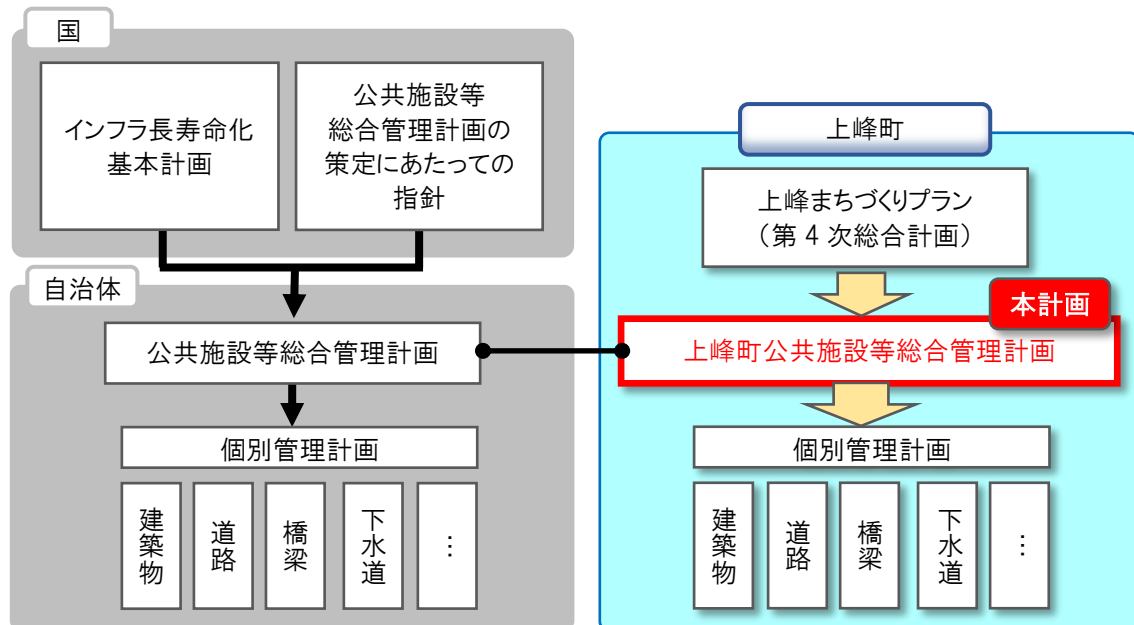 国
インフラ長寿命化
基本計画
公共施設等
総合管理計画の
策定にあたっての
指針
自治体
公共施設等総合管理計画
個別管理計画
建築物
道路
橋梁
下水道
…
上峰町
上峰まちづくりプラン
（第 4 次総合計画）
本計画
上峰町公共施設等総合管理計画
個別管理計画
建築物
道路
橋梁
下水道
…